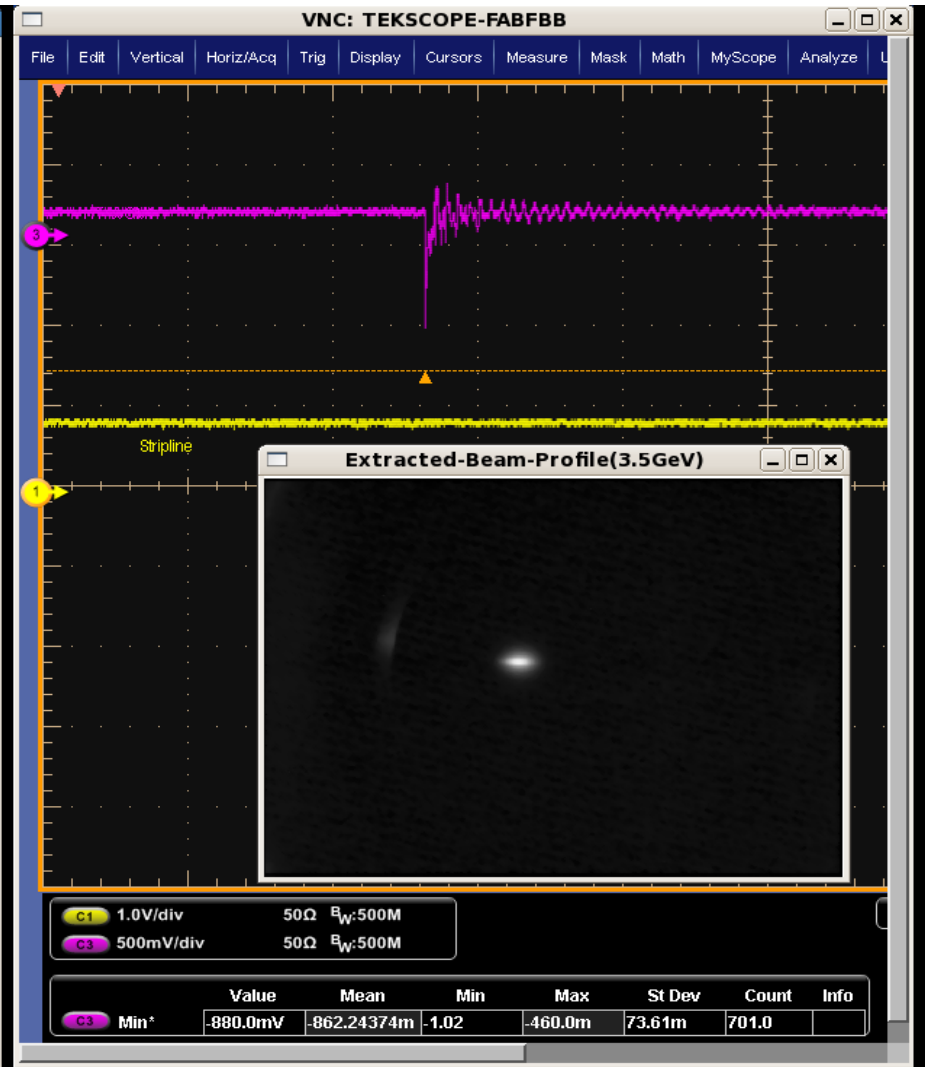 VNC: TEKSCOPE-FABFBB
File Edit Vertical Horiz/Acq Trig Display Cursors Measure Mask Math MyScope Analyze
3
Stripline
1
Extracted-Beam-Profile(3.5GeV)
C1 1.0V/div 50Ω BW:500M
C3 500mV/div 50Ω BW:500M
Value Mean Min Max St Dev Count Info
C3 Min* -880.0mV -862.24374m -1.02 -460.0m 73.61m 701.0